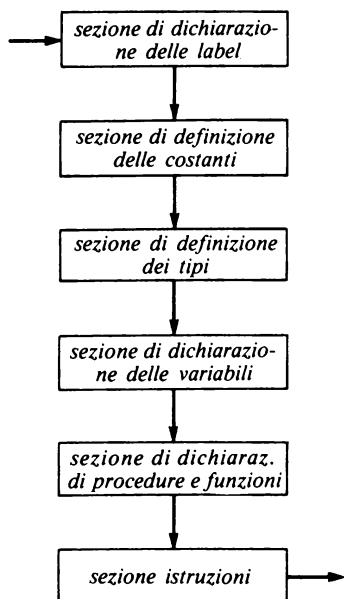 sezione di dichiarazio-
ne delle label
sezione di definizione
delle costanti
sezione di definizione
dei tipi
sezione di dichiarazio-
ne delle variabili
sezione di dichiaraz.
di procedure e funzioni
sezione istruzioni